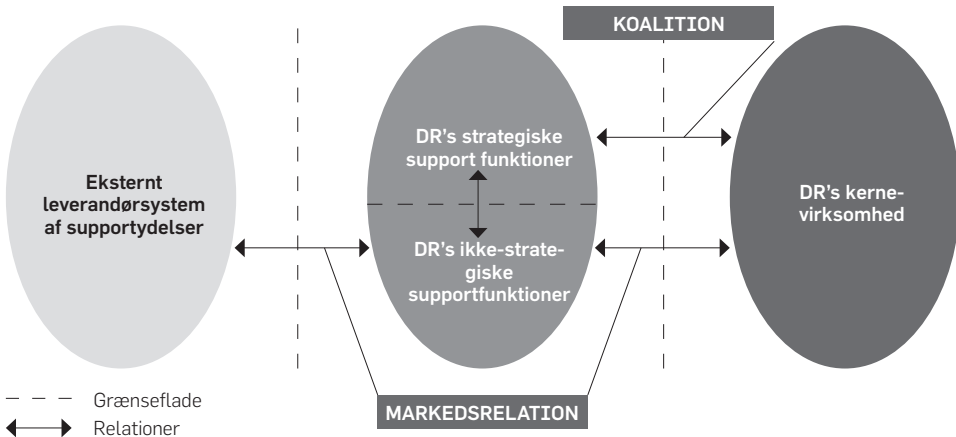 KOALITION
DR's strategiske
support funktioner
Eksternt
leverandørsystem
af supportydelser
DR's kerne-
virksomhed
DR's ikke-strate-
giske
supportfunktioner
MARKEDSRELATION
Grænseflade
Relationer